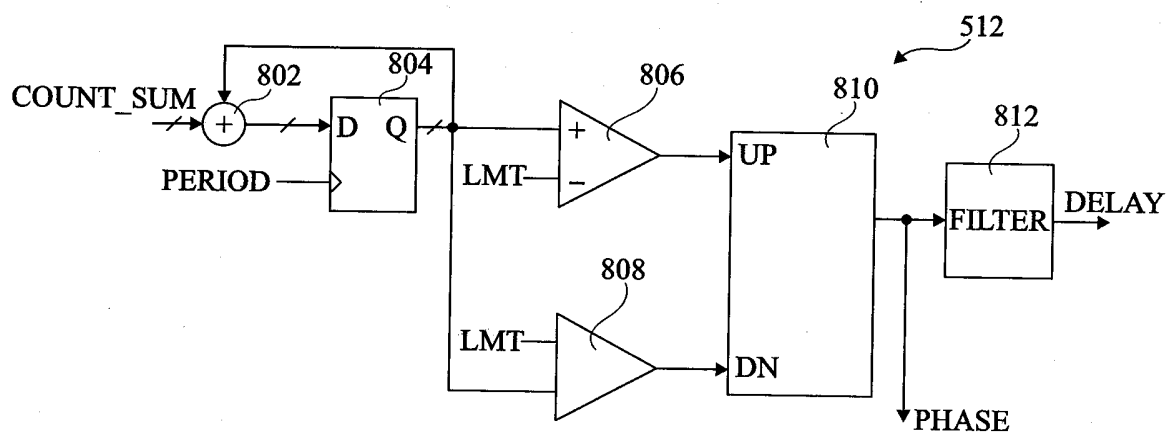 512
802
804
806
810
812
COUNT_SUM
+
D Q
+
UP
LMT
−
PERIOD
FILTER
DELAY
808
LMT
DN
PHASE